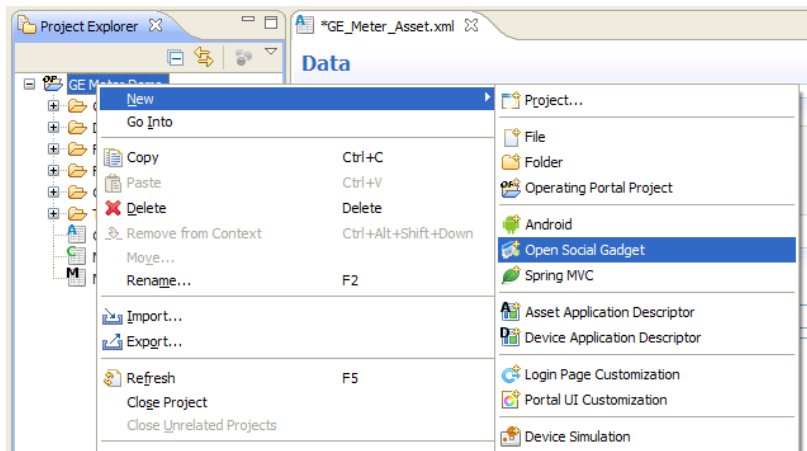 Project Explorer
*GE_Meter_Asset.xml
Data
GE Meter Demo
New
Go Into
Copy Ctrl+C
Paste Ctrl+V
Delete Delete
Remove from Context Ctrl+Alt+Shift+Down
Move...
Rename... F2
Import...
Export...
Refresh F5
Close Project
Close Unrelated Projects
Project...
File
Folder
Operating Portal Project
Android
Open Social Gadget
Spring MVC
Asset Application Descriptor
Device Application Descriptor
Login Page Customization
Portal UI Customization
Device Simulation